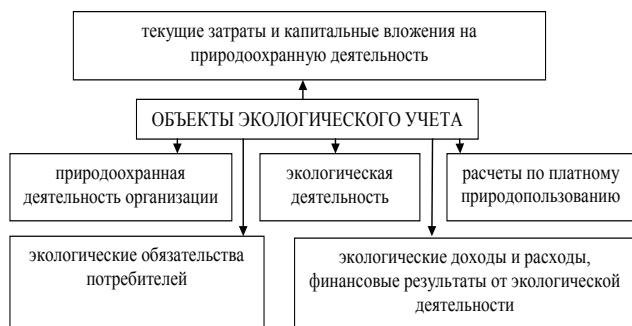 текущие затраты и капитальные вложения на
природоохранную деятельность
ОБЪЕКТЫ ЭКОЛОГИЧЕСКОГО УЧЕТА
природоохранная
деятельность организации
экологическая
деятельность
расчеты по платному
природопользованию
экологические обязательства
потребителей
экологические доходы и расходы,
финансовые результаты от экологической
деятельности